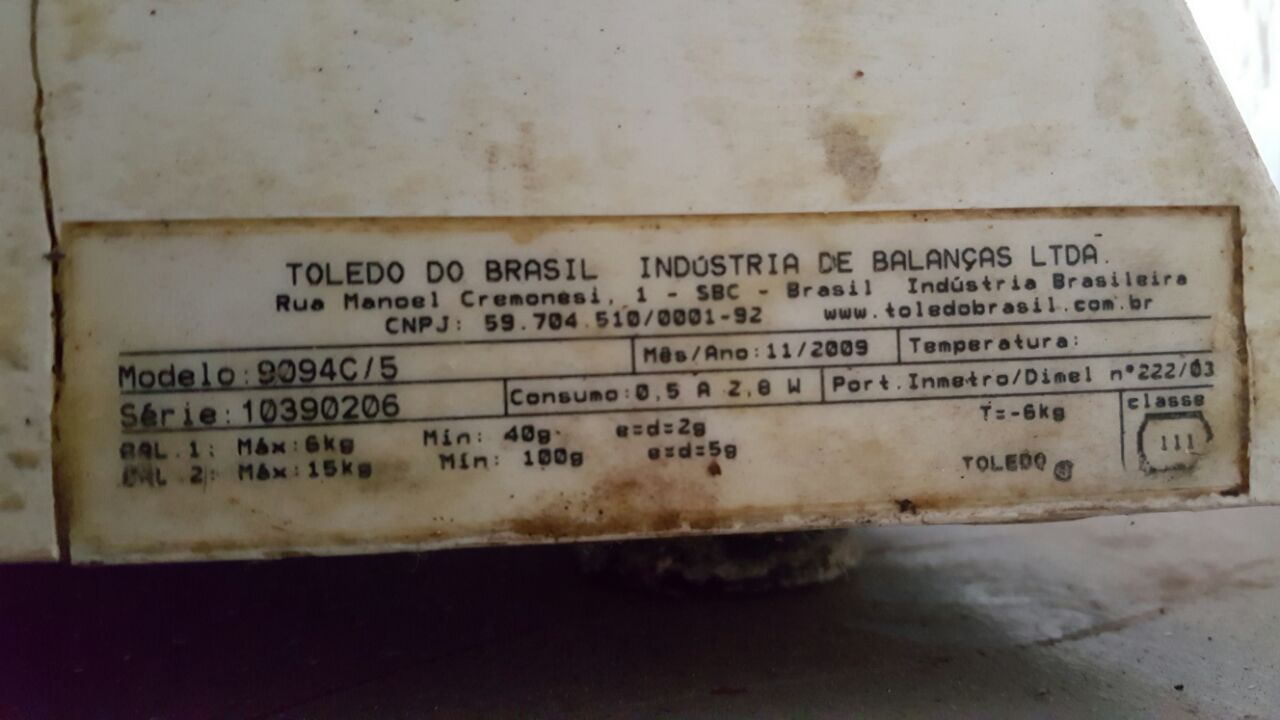 TOLEDO DO BRASIL INDÚSTRIA DE BALANÇAS LTDA.
Rua Manoel Cremonesi, 1 - SBC - Brasil Indústria Brasileira
CNPJ: 59.704.510/0001-92 www.toledobrasil.com.br
Modelo:9094C/5 Mês/Ano:11/2009 Temperatura:
Série:10390206 Consumo:0,5 A 2,8 W Port.Inmetro/Dimel nº222/03
BAL.1: Máx:6kg Mín: 40g e=d=2g T=-6kg classe
BAL 2: Máx:15kg Mín: 100g e=d=5g TOLEDO 111